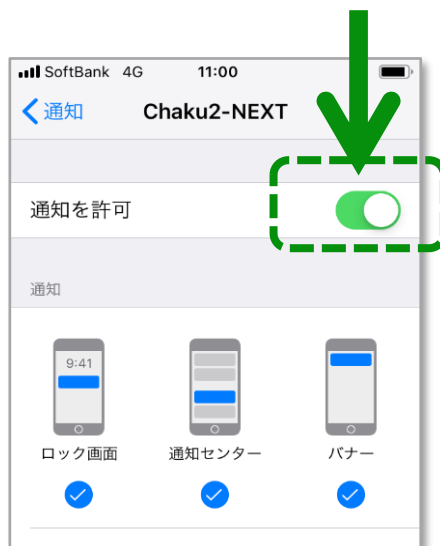 SoftBank 4G 11:00
通知 Chaku2-NEXT
通知を許可
通知
9:41
ロック画面 通知センター バナー